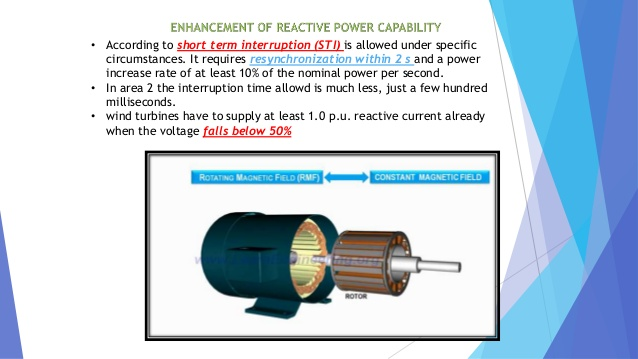 ENHANCEMENT OF REACTIVE POWER CAPABILITY
• According to short term interruption (STI) is allowed under specific
circumstances. It requires resynchronization within 2 s and a power
increase rate of at least 10% of the nominal power per second.
• In area 2 the interruption time allowd is much less, just a few hundred
milliseconds.
• wind turbines have to supply at least 1.0 p.u. reactive current already
when the voltage falls below 50%
ROTATING MAGNETIC FIELD (RMF) CONSTANT MAGNETIC FIELD
ROTOR